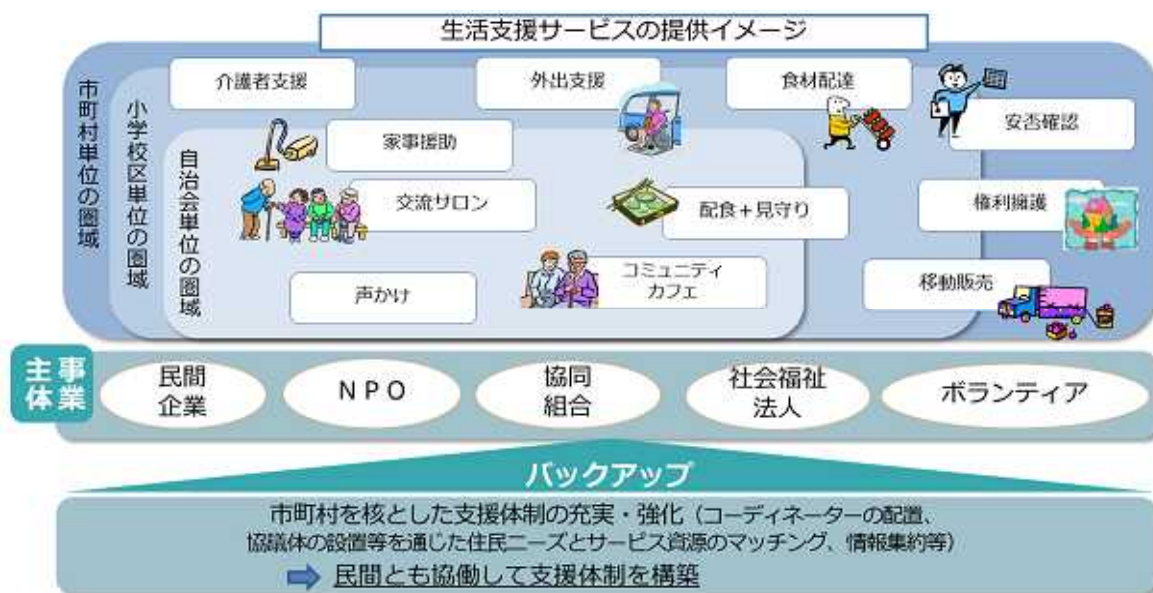 生活支援サービスの提供イメージ
市町村単位の圏域
小学校区単位の圏域
自治会単位の圏域
介護者支援
外出支援
食材配達
安否確認
家事援助
交流サロン
配食＋見守り
権利擁護
声かけ
コミュニティ
カフェ
移動販売
事業
主体
民間
企業
ＮＰＯ
協同
組合
社会福祉
法人
ボランティア
バックアップ
市町村を核とした支援体制の充実・強化（コーディネーターの配置、
協議体の設置等を通じた住民ニーズとサービス資源のマッチング、情報集約等）
民間とも協働して支援体制を構築